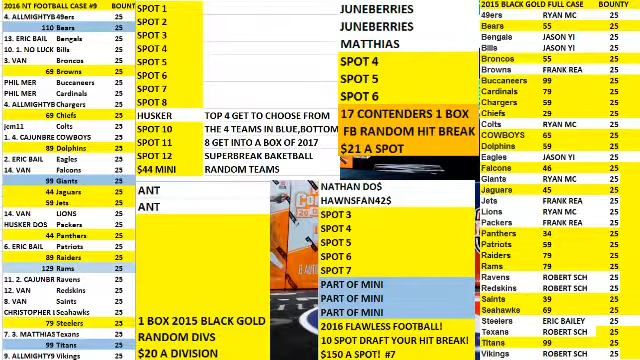 2016 NT FOOTBALL CASE #9 BOUNT
4. ALLMIGHTYB 49ers 25
110 Bears 25
13. ERIC BAIL Bengals 25
10. 1. NO LUCK Bills 25
3. VAN Broncos 25
69 Browns 25
PHIL MER Buccaneers 25
PHIL MER Cardinals 25
4. ALLMIGHTYB Chargers 25
69 Chiefs 25
jcm11 Colts 25
1. 4. CAJUNBRE COWBOYS 25
89 Dolphins 25
2. ERIC BAIL Eagles 25
14. VAN Falcons 25
99 Giants 25
44 Jaguars 25
59 Jets 25
14. VAN LIONS 25
HUSKER DOS Packers 25
44 Panthers 25
6. ERIC BAIL Patriots 25
89 Raiders 25
129 Rams 25
11. 2. CAJUNBR Ravens 25
12. VAN Redskins 25
8. VAN Saints 25
CHRISTOPHER Seahawks 25
79 Steelers 25
7. 3. MATTHIAS Texans 25
99 Titans 25
9. ALLMIGHTY Vikings 25
SPOT 1
SPOT 2
SPOT 3
SPOT 4
SPOT 5
SPOT 6
SPOT 7
SPOT 8
HUSKER TOP 4 GET TO CHOOSE FROM
SPOT 10 THE 4 TEAMS IN BLUE,BOTTOM
SPOT 11 8 GET INTO A BOX OF 2017
SPOT 12 SUPERBREAK BAKETBALL
$44 MINI RANDOM TEAMS
ANT
ANT
1 BOX 2015 BLACK GOLD
RANDOM DIVS
$20 A DIVISION
JUNEBERRIES
JUNEBERRIES
MATTHIAS
SPOT 4
SPOT 5
SPOT 6
17 CONTENDERS 1 BOX
FB RANDOM HIT BREAK
$21 A SPOT
NATHAN DO$
HAWNSFAN42$
SPOT 3
SPOT 4
SPOT 5
SPOT 6
SPOT 7
PART OF MINI
PART OF MINI
PART OF MINI
2016 FLAWLESS FOOTBALL!
10 SPOT DRAFT YOUR HIT BREAK!
$150 A SPOT! #7
2015 BLACK GOLD FULL CASE BOUNTY
49ers RYAN MC 25
Bears 55 25
Bengals JASON YI 25
Bills JASON YI 25
Broncos 55 25
Browns FRANK REA 25
Buccaneers 99 25
Cardinals 79 25
Chargers 59 25
Chiefs 29 25
Colts RYAN MC 25
COWBOYS 65 25
Dolphins 59 25
Eagles JASON YI 25
Falcons 46 25
Giants RYAN MC 25
Jaguars 45 25
Jets FRANK REA 25
Lions RYAN MC 25
Packers FRANK REA 25
Panthers 34 25
Patriots 59 25
Raiders 79 25
Rams 79 25
Ravens ROBERT SCH 25
Redskins ROBERT SCH 25
Saints 39 25
Seahawks 69 25
Steelers ERIC BAILEY 25
Texans ROBERT SCH 25
Titans 99 25
Vikings ROBERT SCH 25